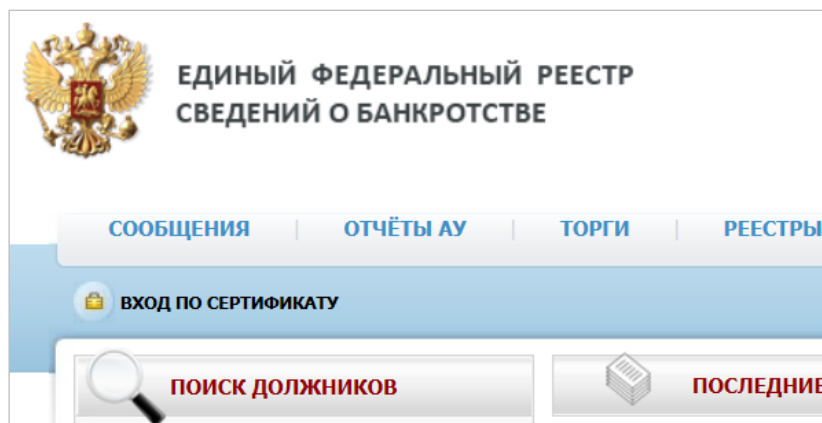 ЕДИНЫЙ ФЕДЕРАЛЬНЫЙ РЕЕСТР
СВЕДЕНИЙ О БАНКРОТСТВЕ
СООБЩЕНИЯ ОТЧЁТЫ АУ ТОРГИ РЕЕСТРЫ
ВХОД ПО СЕРТИФИКАТУ
ПОИСК ДОЛЖНИКОВ ПОСЛЕДНИЕ